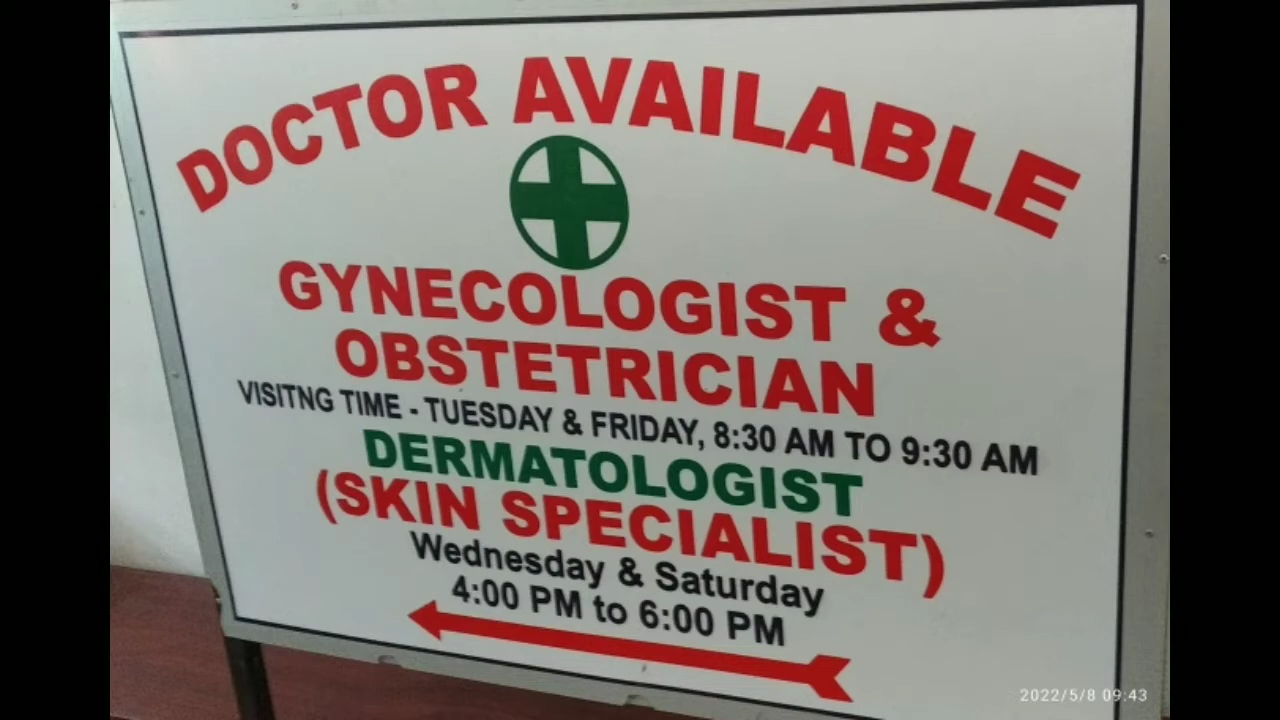 DOCTOR AVAILABLE
GYNECOLOGIST &
OBSTETRICIAN
VISITNG TIME - TUESDAY & FRIDAY, 8:30 AM TO 9:30 AM
DERMATOLOGIST
(SKIN SPECIALIST)
Wednesday & Saturday
4:00 PM to 6:00 PM
2022/5/8 09:43